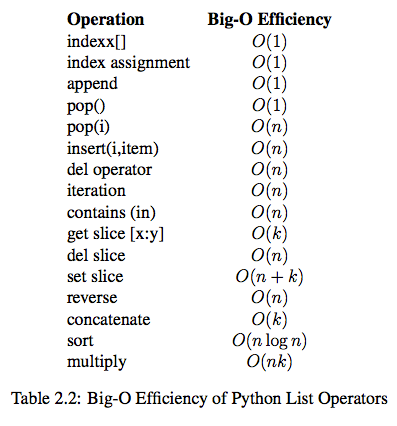 Operation Big-O Efficiency
indexx[] O(1)
index assignment O(1)
append O(1)
pop() O(1)
pop(i) O(n)
insert(i,item) O(n)
del operator O(n)
iteration O(n)
contains (in) O(n)
get slice [x:y] O(k)
del slice O(n)
set slice O(n + k)
reverse O(n)
concatenate O(k)
sort O(n log n)
multiply O(nk)
Table 2.2: Big-O Efficiency of Python List Operators